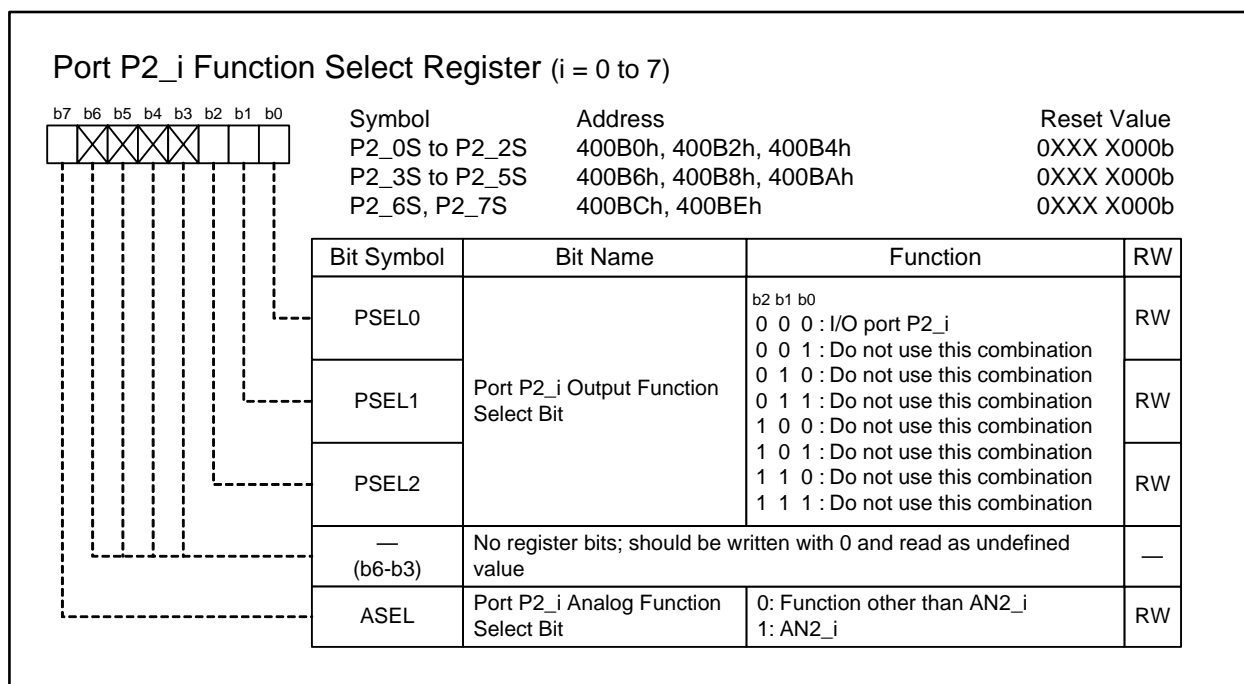 Port P2_i Function Select Register (i = 0 to 7)
b7 b6 b5 b4 b3 b2 b1 b0
Symbol Address Reset Value
P2_0S to P2_2S 400B0h, 400B2h, 400B4h 0XXX X000b
P2_3S to P2_5S 400B6h, 400B8h, 400BAh 0XXX X000b
P2_6S, P2_7S 400BCh, 400BEh 0XXX X000b
Bit Symbol Bit Name Function RW
PSEL0
PSEL1
PSEL2
Port P2_i Output Function
Select Bit
b2 b1 b0
0 0 0 : I/O port P2_i
0 0 1 : Do not use this combination
0 1 0 : Do not use this combination
0 1 1 : Do not use this combination
1 0 0 : Do not use this combination
1 0 1 : Do not use this combination
1 1 0 : Do not use this combination
1 1 1 : Do not use this combination
RW
RW
RW
—
(b6-b3)
No register bits; should be written with 0 and read as undefined
value
—
ASEL
Port P2_i Analog Function
Select Bit
0: Function other than AN2_i
1: AN2_i
RW